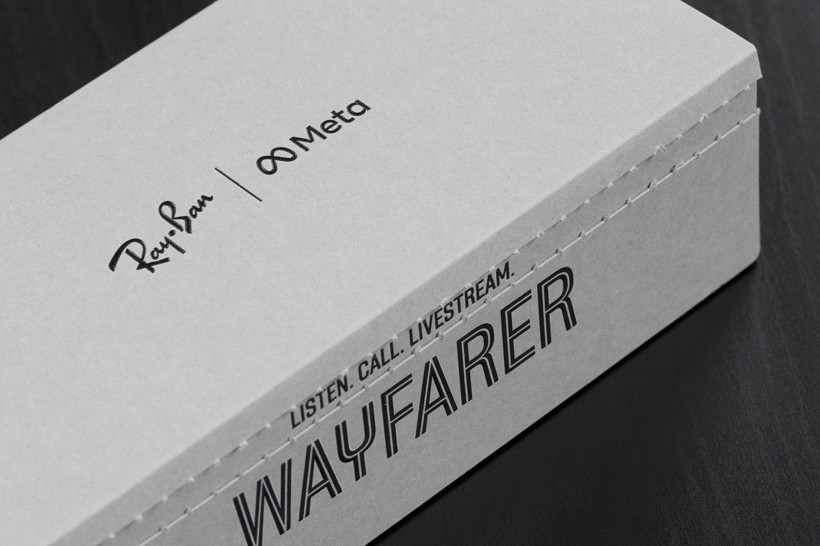 Ray-Ban | ∞ Meta
LISTEN. CALL. LIVESTREAM.
WAYFARER